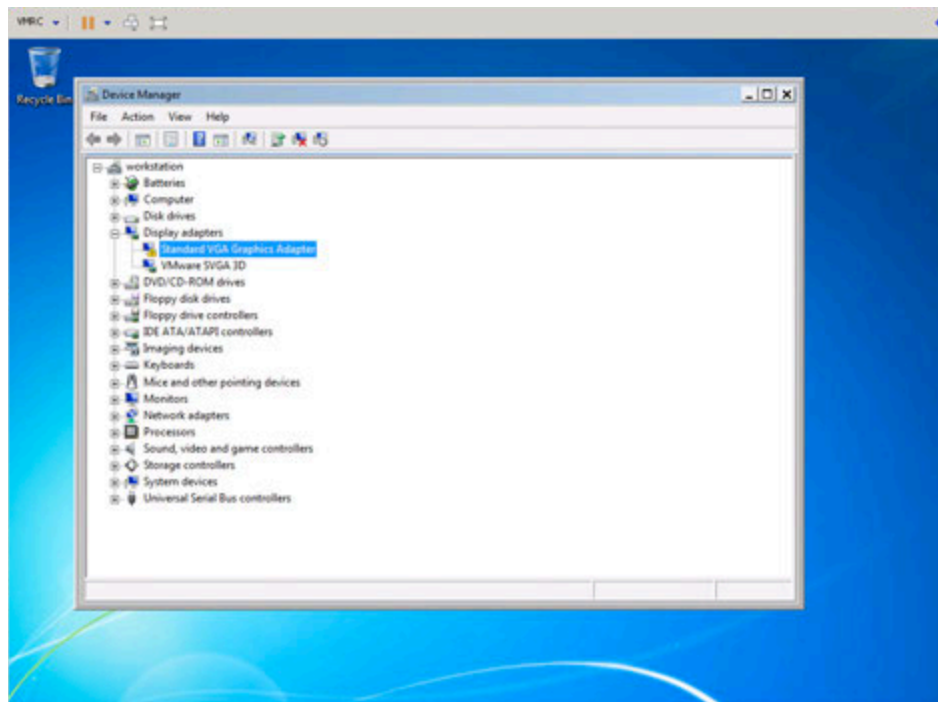 VMRC
Recycle Bin
Device Manager
File Action View Help
workstation
Batteries
Computer
Disk drives
Display adapters
Standard VGA Graphics Adapter
VMware SVGA 3D
DVD/CD-ROM drives
Floppy disk drives
Floppy drive controllers
IDE ATA/ATAPI controllers
Imaging devices
Keyboards
Mice and other pointing devices
Monitors
Network adapters
Processors
Sound, video and game controllers
Storage controllers
System devices
Universal Serial Bus controllers